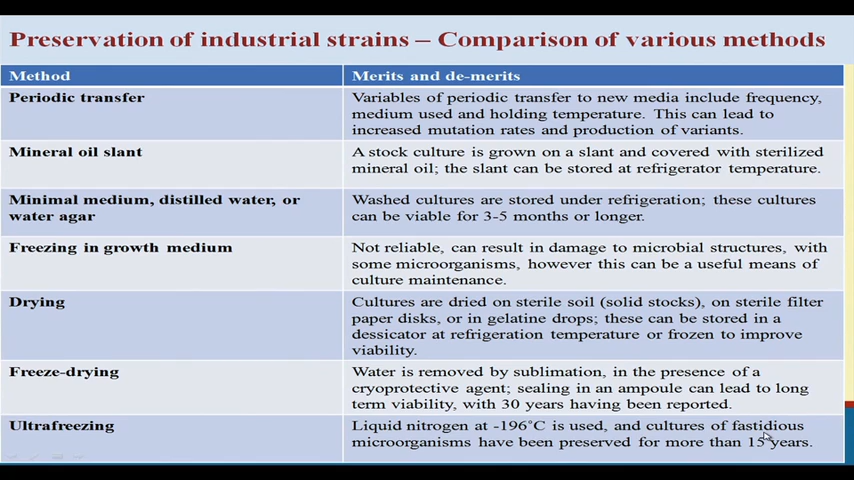 Preservation of industrial strains – Comparison of various methods
Method
Merits and de-merits
Periodic transfer
Variables of periodic transfer to new media include frequency,
medium used and holding temperature. This can lead to
increased mutation rates and production of variants.
Mineral oil slant
A stock culture is grown on a slant and covered with sterilized
mineral oil; the slant can be stored at refrigerator temperature.
Minimal medium, distilled water, or
water agar
Washed cultures are stored under refrigeration; these cultures
can be viable for 3-5 months or longer.
Freezing in growth medium
Not reliable, can result in damage to microbial structures, with
some microorganisms, however this can be a useful means of
culture maintenance.
Drying
Cultures are dried on sterile soil (solid stocks), on sterile filter
paper disks, or in gelatine drops; these can be stored in a
dessicator at refrigeration temperature or frozen to improve
viability.
Freeze-drying
Water is removed by sublimation, in the presence of a
cryoprotective agent; sealing in an ampoule can lead to long
term viability, with 30 years having been reported.
Ultrafreezing
Liquid nitrogen at -196˚C is used, and cultures of fastidious
microorganisms have been preserved for more than 15 years.